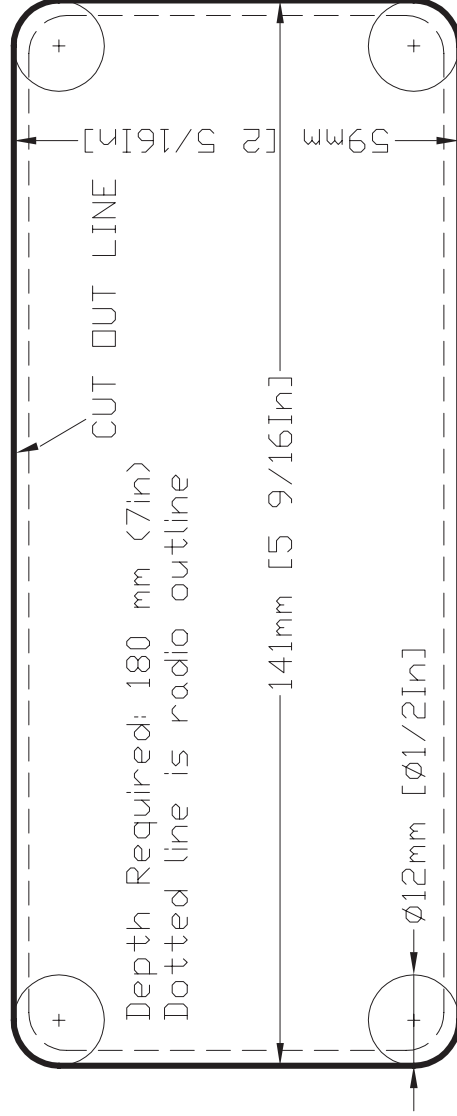 59mm [2 5/16In]
CUT OUT LINE
Depth Required: 180 mm (7in)
Dotted line is radio outline
141mm [5 9/16In]
Ø12mm [Ø1/2In]